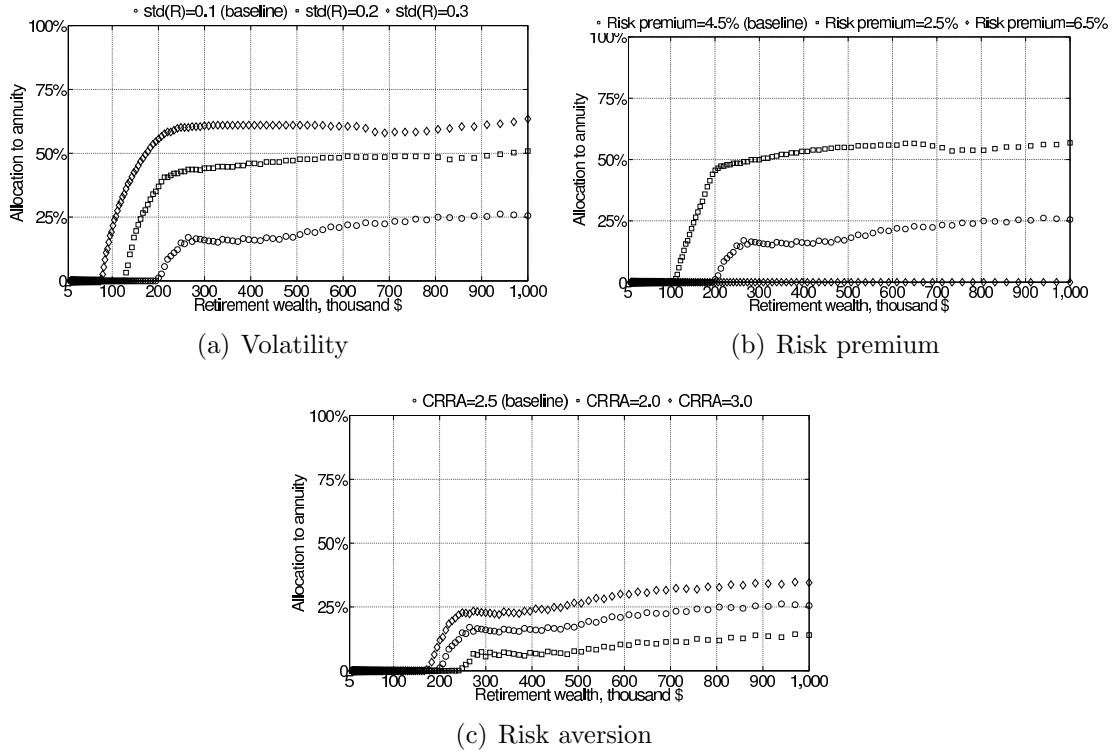 std(R)=0.1 (baseline) std(R)=0.2 std(R)=0.3
100%
75%
50%
25%
0
Allocation to annuity
5 100 200 300 400 500 600 700 800 900 1,000
Retirement wealth, thousand $
(a) Volatility
Risk premium=4.5% (baseline) Risk premium=2.5% Risk premium=6.5%
100%
75%
50%
25%
0
Allocation to annuity
5 100 200 300 400 500 600 700 800 900 1,000
Retirement wealth, thousand $
(b) Risk premium
CRRA=2.5 (baseline) CRRA=2.0 CRRA=3.0
100%
75%
50%
25%
0
Allocation to annuity
5 100 200 300 400 500 600 700 800 900 1,000
Retirement wealth, thousand $
(c) Risk aversion